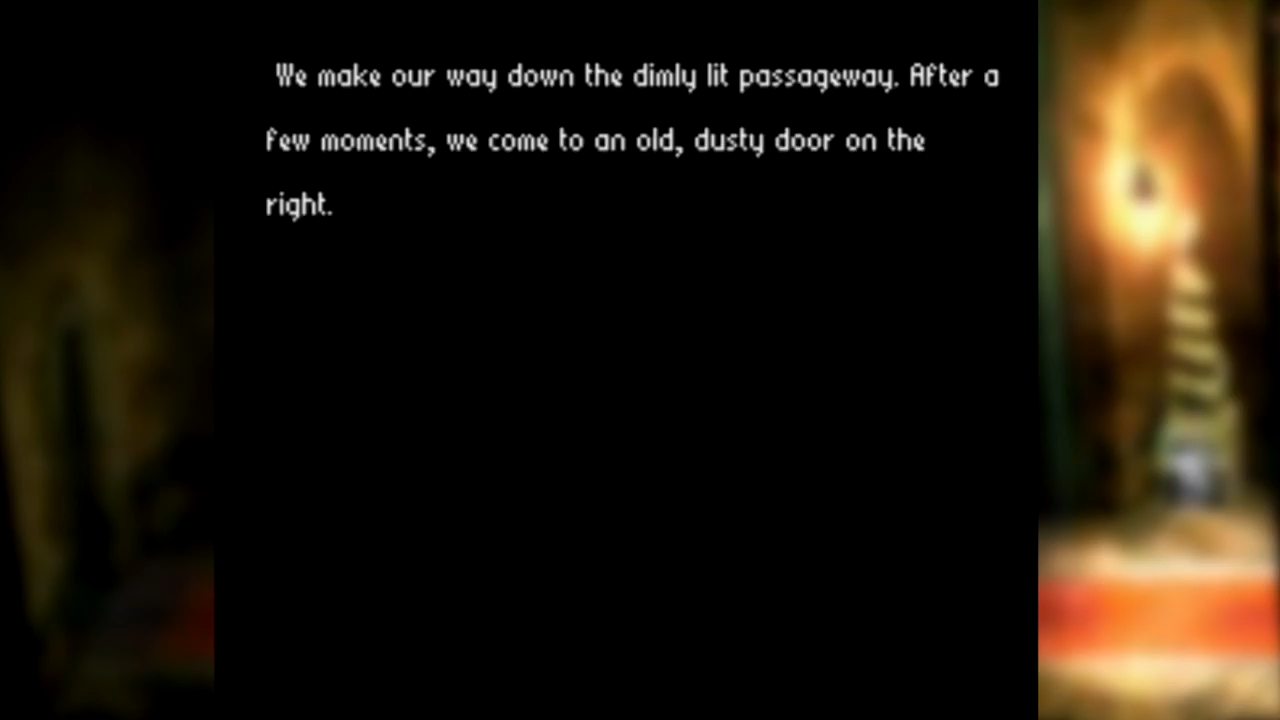 We make our way down the dimly lit passageway. After a
few moments, we come to an old, dusty door on the
right.